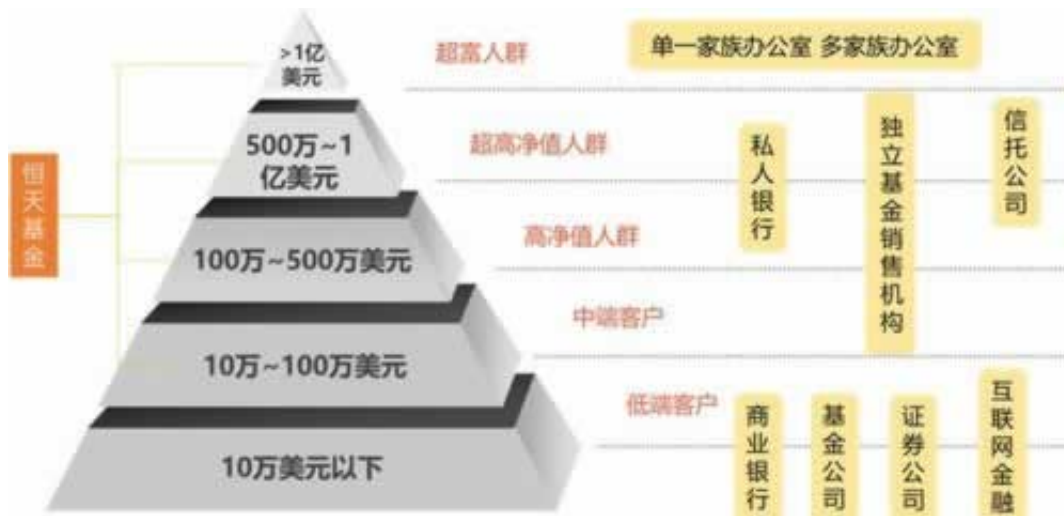 >1亿
美元
超富人群
单一家族办公室 多家族办公室
500万~1
亿美元
超高净值人群
私人银行
独立基金销售机构
信托公司
恒天基金
100万~500万美元
高净值人群
10万~100万美元
中端客户
10万美元以下
低端客户
商业银行
基金公司
证券公司
互联网金融